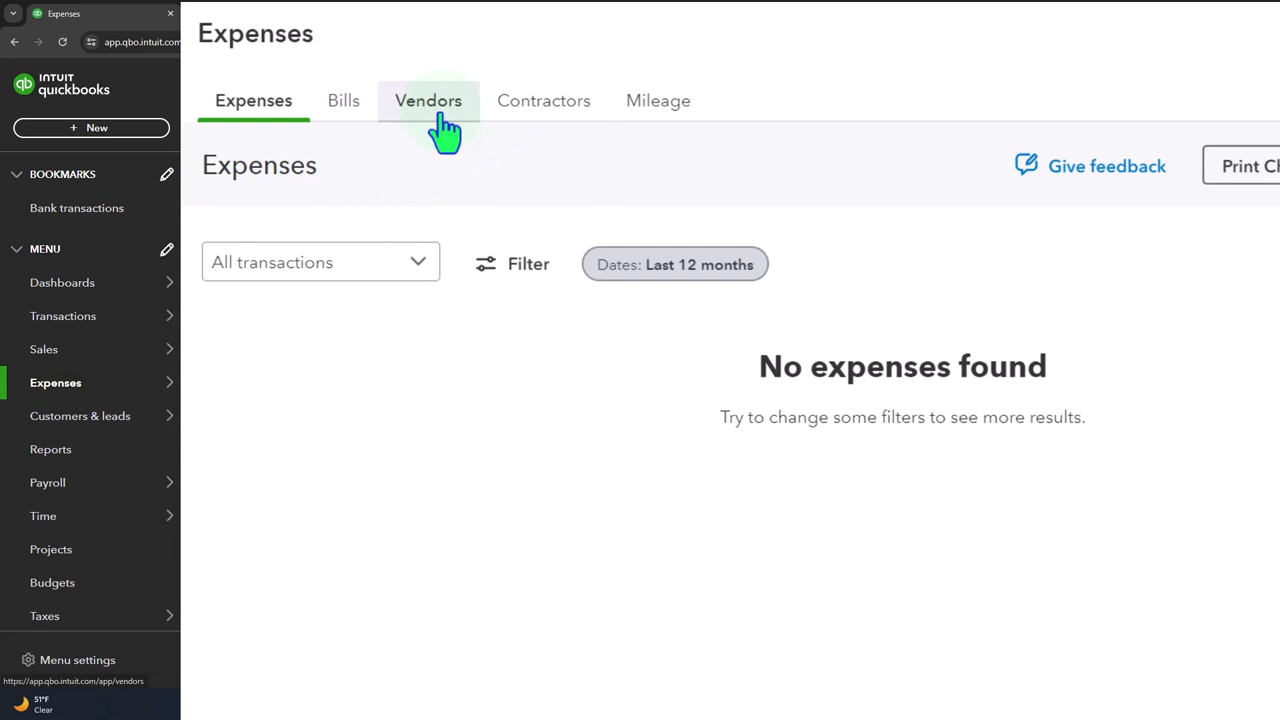 Expenses
app.qbo.intuit.com
INTUIT
quickbooks
+ New
BOOKMARKS
Bank transactions
MENU
Dashboards
Transactions
Sales
Expenses
Customers & leads
Reports
Payroll
Time
Projects
Budgets
Taxes
Menu settings
https://app.qbo.intuit.com/app/vendors
51°F
Clear
Expenses
Expenses Bills Vendors Contractors Mileage
Expenses
Give feedback
Print
All transactions
Filter
Dates: Last 12 months
No expenses found
Try to change some filters to see more results.